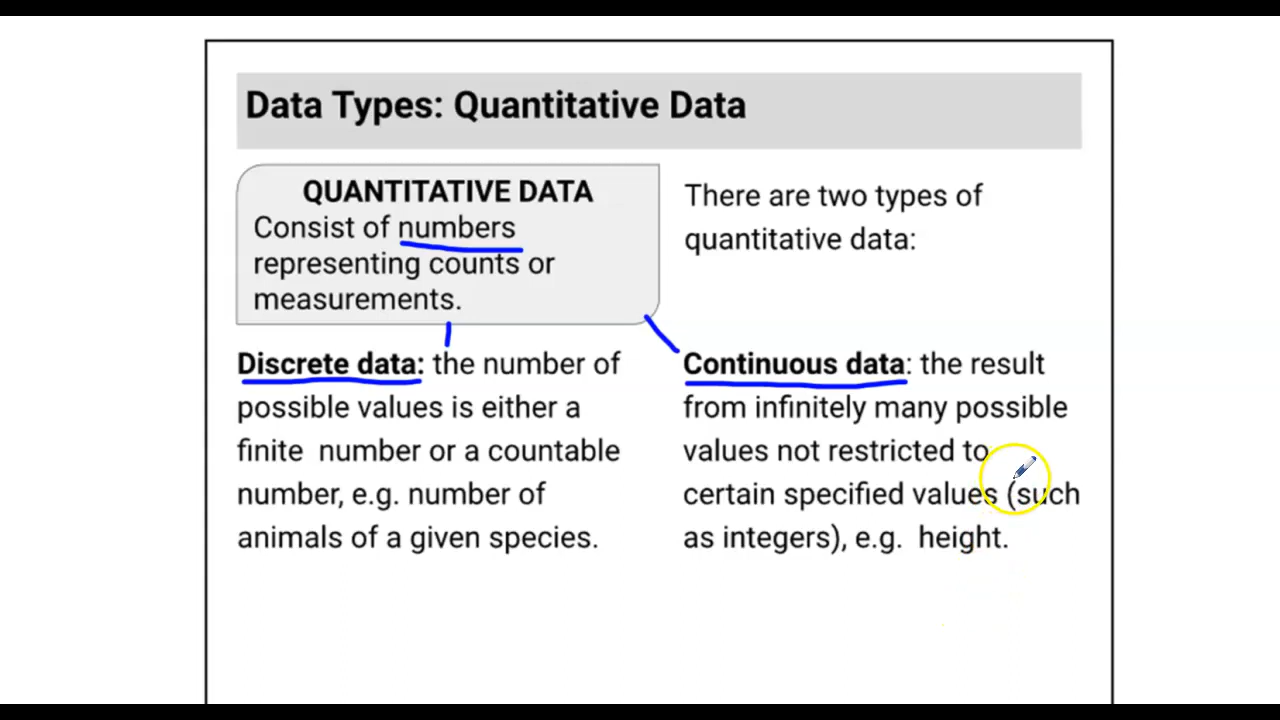 Data Types: Quantitative Data
QUANTITATIVE DATA
Consist of numbers
representing counts or
measurements.
There are two types of
quantitative data:
Discrete data: the number of
possible values is either a
finite number or a countable
number, e.g. number of
animals of a given species.
Continuous data: the result
from infinitely many possible
values not restricted to
certain specified values (such
as integers), e.g. height.